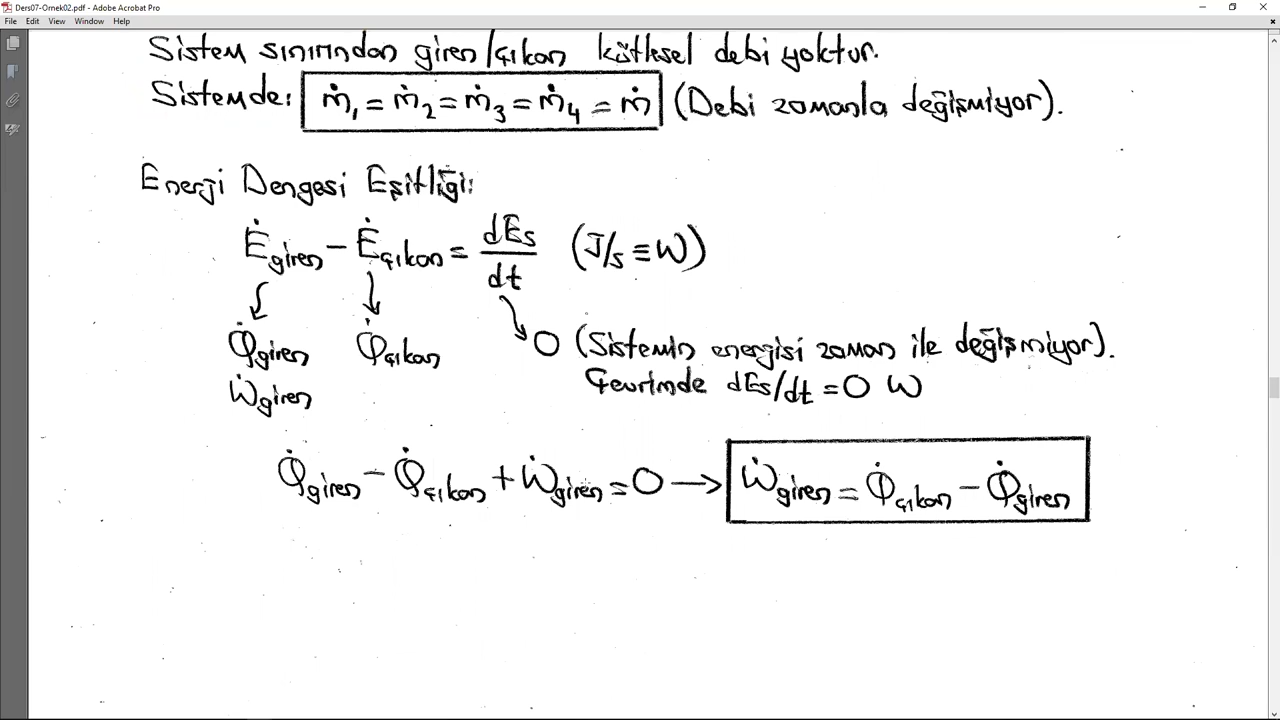 Ders07-Ornek02.pdf - Adobe Acrobat Pro
File Edit View Window Help
Sistem sınırından giren/çıkan kütlesel debi yoktur.
Sistemde: ṁ₁ = ṁ₂ = ṁ₃ = ṁ₄ = ṁ (Debi zamanla değişmiyor).
Enerji Dengesi Eşitliği:
Ėgiren - Ėçıkan = dEs/dt (J/s ≡ W)
Q̇giren Q̇çıkan 0 (Sistemin enerjisi zaman ile değişmiyor).
Ẇgiren Çevrimde dEs/dt = 0 W
Q̇giren - Q̇çıkan + Ẇgiren = 0 → Ẇgiren = Q̇çıkan - Q̇giren